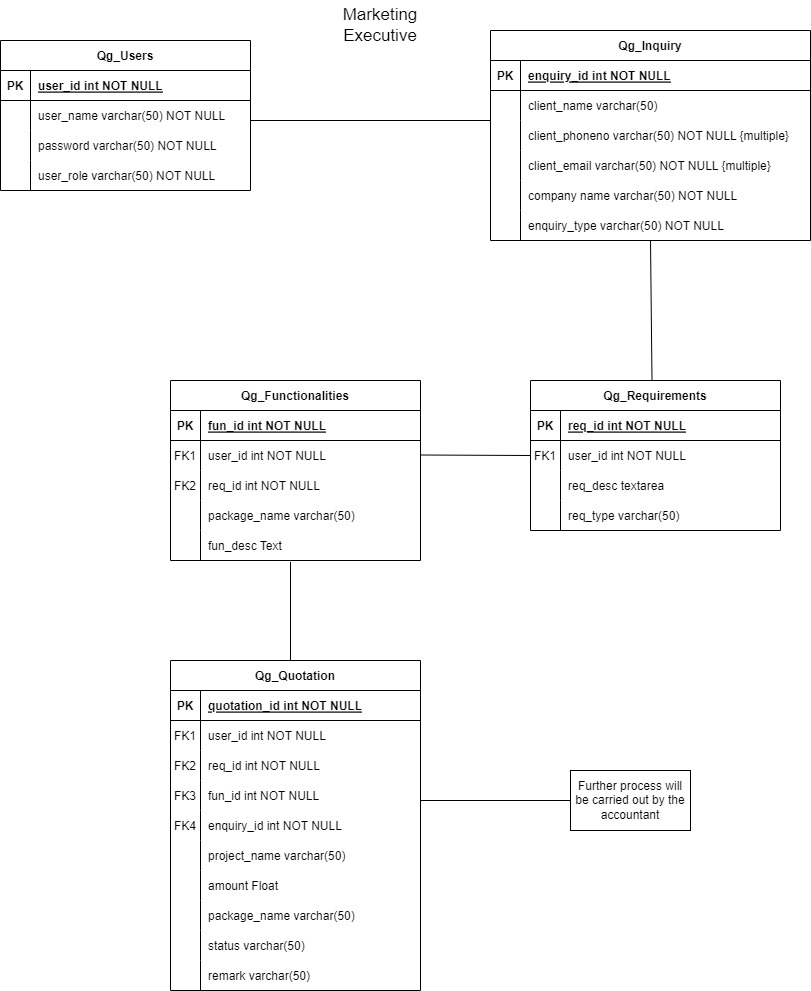 Marketing
Executive
Qg_Users
PK user_id int NOT NULL
user_name varchar(50) NOT NULL
password varchar(50) NOT NULL
user_role varchar(50) NOT NULL
Qg_Inquiry
PK enquiry_id int NOT NULL
client_name varchar(50)
client_phoneno varchar(50) NOT NULL {multiple}
client_email varchar(50) NOT NULL {multiple}
company name varchar(50) NOT NULL
enquiry_type varchar(50) NOT NULL
Qg_Functionalities
PK fun_id int NOT NULL
FK1 user_id int NOT NULL
FK2 req_id int NOT NULL
package_name varchar(50)
fun_desc Text
Qg_Requirements
PK req_id int NOT NULL
FK1 user_id int NOT NULL
req_desc textarea
req_type varchar(50)
Qg_Quotation
PK quotation_id int NOT NULL
FK1 user_id int NOT NULL
FK2 req_id int NOT NULL
FK3 fun_id int NOT NULL
FK4 enquiry_id int NOT NULL
project_name varchar(50)
amount Float
package_name varchar(50)
status varchar(50)
remark varchar(50)
Further process will
be carried out by the
accountant